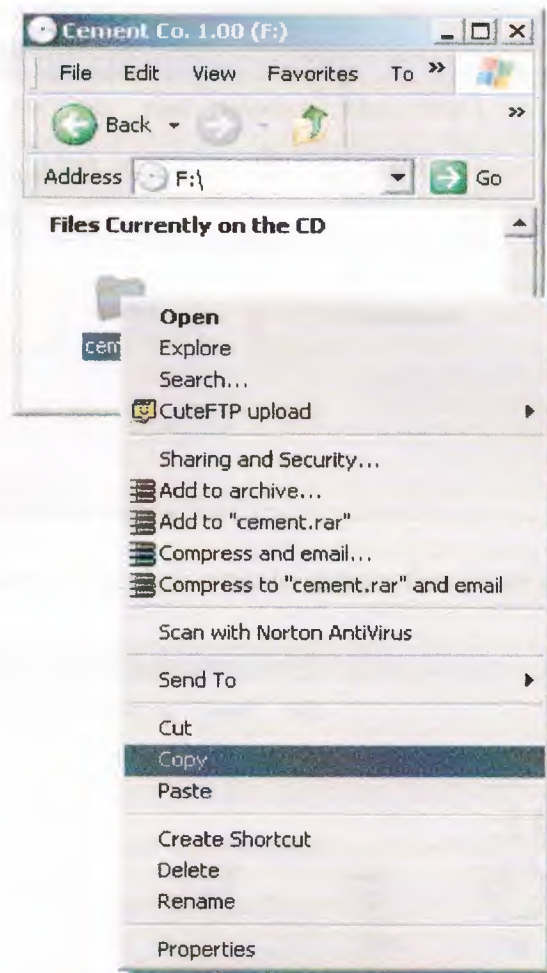 Cement Co. 1.00 (F:)
File Edit View Favorites To »
Back »
Address F:\ Go
Files Currently on the CD
cem
Open
Explore
Search...
CuteFTP upload
Sharing and Security...
Add to archive...
Add to "cement.rar"
Compress and email...
Compress to "cement.rar" and email
Scan with Norton AntiVirus
Send To
Cut
Copy
Paste
Create Shortcut
Delete
Rename
Properties